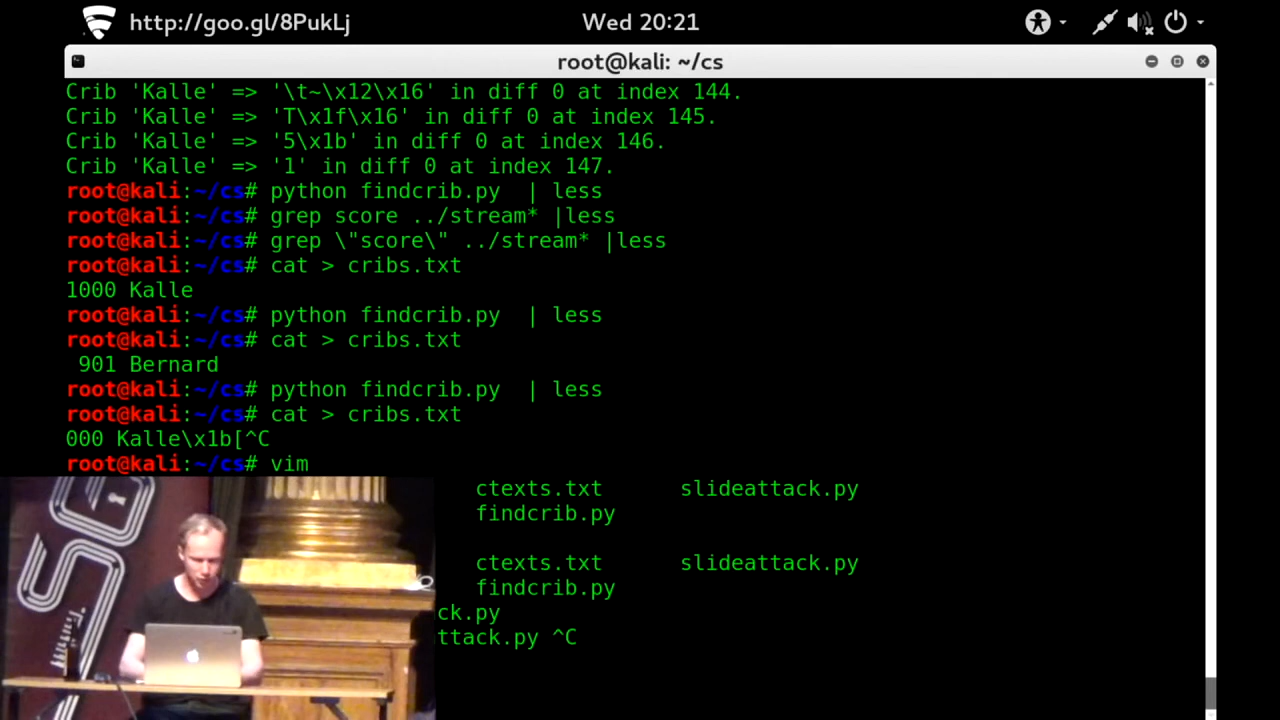 http://goo.gl/8PukLj
Wed 20:21
root@kali: ~/cs
Crib 'Kalle' => '\t~\x12\x16' in diff 0 at index 144.
Crib 'Kalle' => 'T\x1f\x16' in diff 0 at index 145.
Crib 'Kalle' => '5\x1b' in diff 0 at index 146.
Crib 'Kalle' => '1' in diff 0 at index 147.
root@kali:~/cs# python findcrib.py  | less
root@kali:~/cs# grep score ../stream* |less
root@kali:~/cs# grep \"score\" ../stream* |less
root@kali:~/cs# cat > cribs.txt
1000 Kalle
root@kali:~/cs# python findcrib.py  | less
root@kali:~/cs# cat > cribs.txt
 901 Bernard
root@kali:~/cs# python findcrib.py  | less
root@kali:~/cs# cat > cribs.txt
000 Kalle\x1b[^C
root@kali:~/cs# vim
ctexts.txt      slideattack.py
findcrib.py
ctexts.txt      slideattack.py
findcrib.py
ck.py
ttack.py ^C